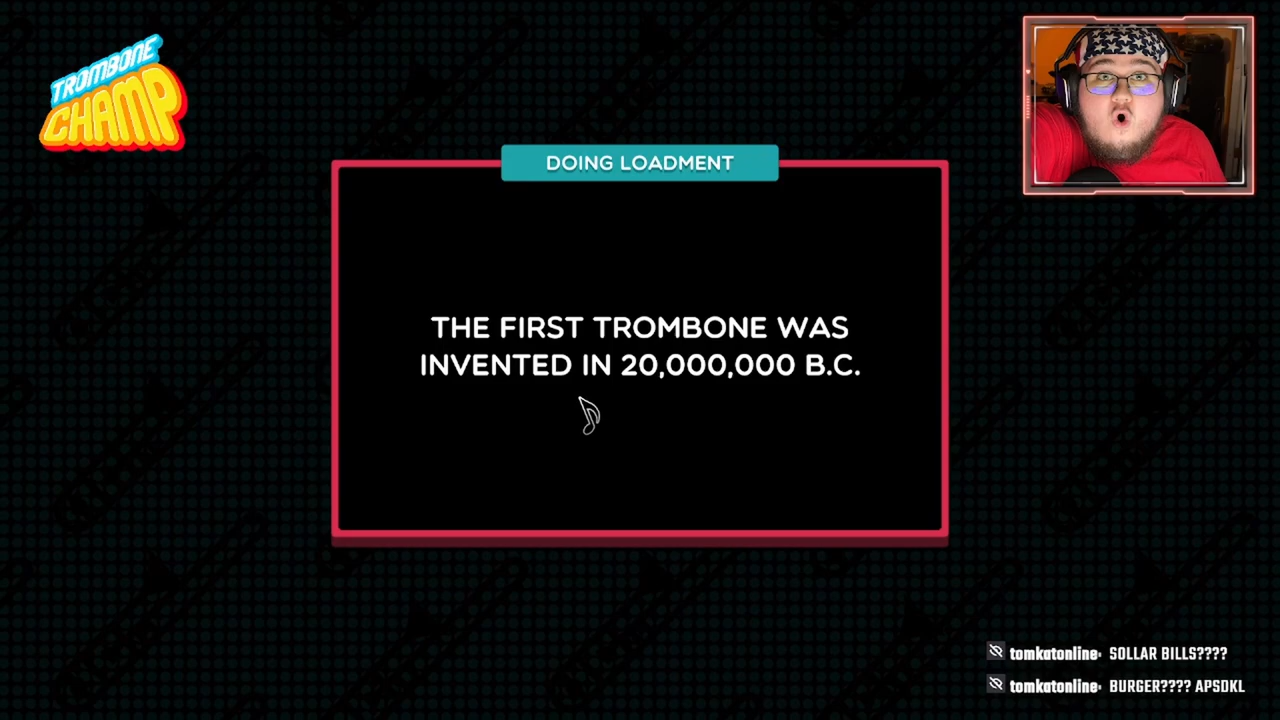 TROMBONE
CHAMP
DOING LOADMENT
THE FIRST TROMBONE WAS
INVENTED IN 20,000,000 B.C.
tomkatonline: SOLLAR BILLS????
tomkatonline: BURGER???? APSDKL